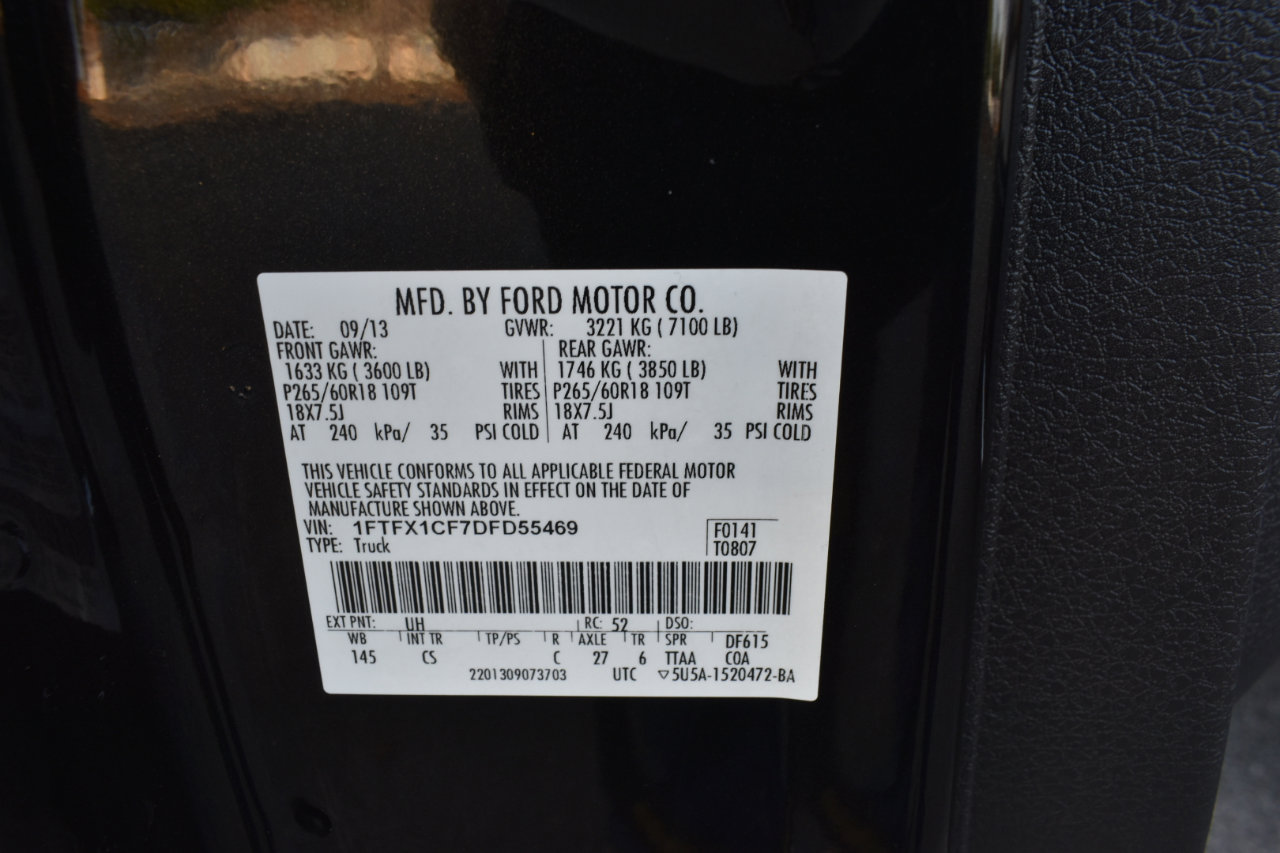 MFD. BY FORD MOTOR CO.
DATE: 09/13 GVWR: 3221 KG ( 7100 LB)
FRONT GAWR: REAR GAWR:
1633 KG ( 3600 LB) WITH 1746 KG ( 3850 LB) WITH
P265/60R18 109T TIRES P265/60R18 109T TIRES
18X7.5J RIMS 18X7.5J RIMS
AT 240 kPa/ 35 PSI COLD AT 240 kPa/ 35 PSI COLD
THIS VEHICLE CONFORMS TO ALL APPLICABLE FEDERAL MOTOR
VEHICLE SAFETY STANDARDS IN EFFECT ON THE DATE OF
MANUFACTURE SHOWN ABOVE.
VIN: 1FTFX1CF7DFD55469 F0141
TYPE: Truck T0807
EXT PNT: UH RC: 52 DSO:
WB INT TR TP/PS R AXLE TR SPR DF615
145 CS C 27 6 TTAA COA
2201309073703 UTC ▽5U5A-1520472-BA